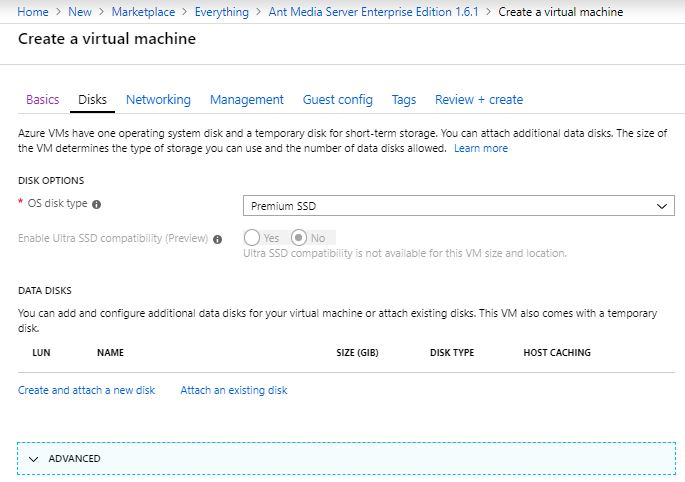 Home > New > Marketplace > Everything > Ant Media Server Enterprise Edition 1.6.1 > Create a virtual machine
Create a virtual machine
Basics Disks Networking Management Guest config Tags Review + create
Azure VMs have one operating system disk and a temporary disk for short-term storage. You can attach additional data disks. The size
of the VM determines the type of storage you can use and the number of data disks allowed. Learn more
DISK OPTIONS
* OS disk type
Premium SSD
Enable Ultra SSD compatibility (Preview)
Yes No
Ultra SSD compatibility is not available for this VM size and location.
DATA DISKS
You can add and configure additional data disks for your virtual machine or attach existing disks. This VM also comes with a temporary
disk.
LUN NAME SIZE (GIB) DISK TYPE HOST CACHING
Create and attach a new disk Attach an existing disk
ADVANCED